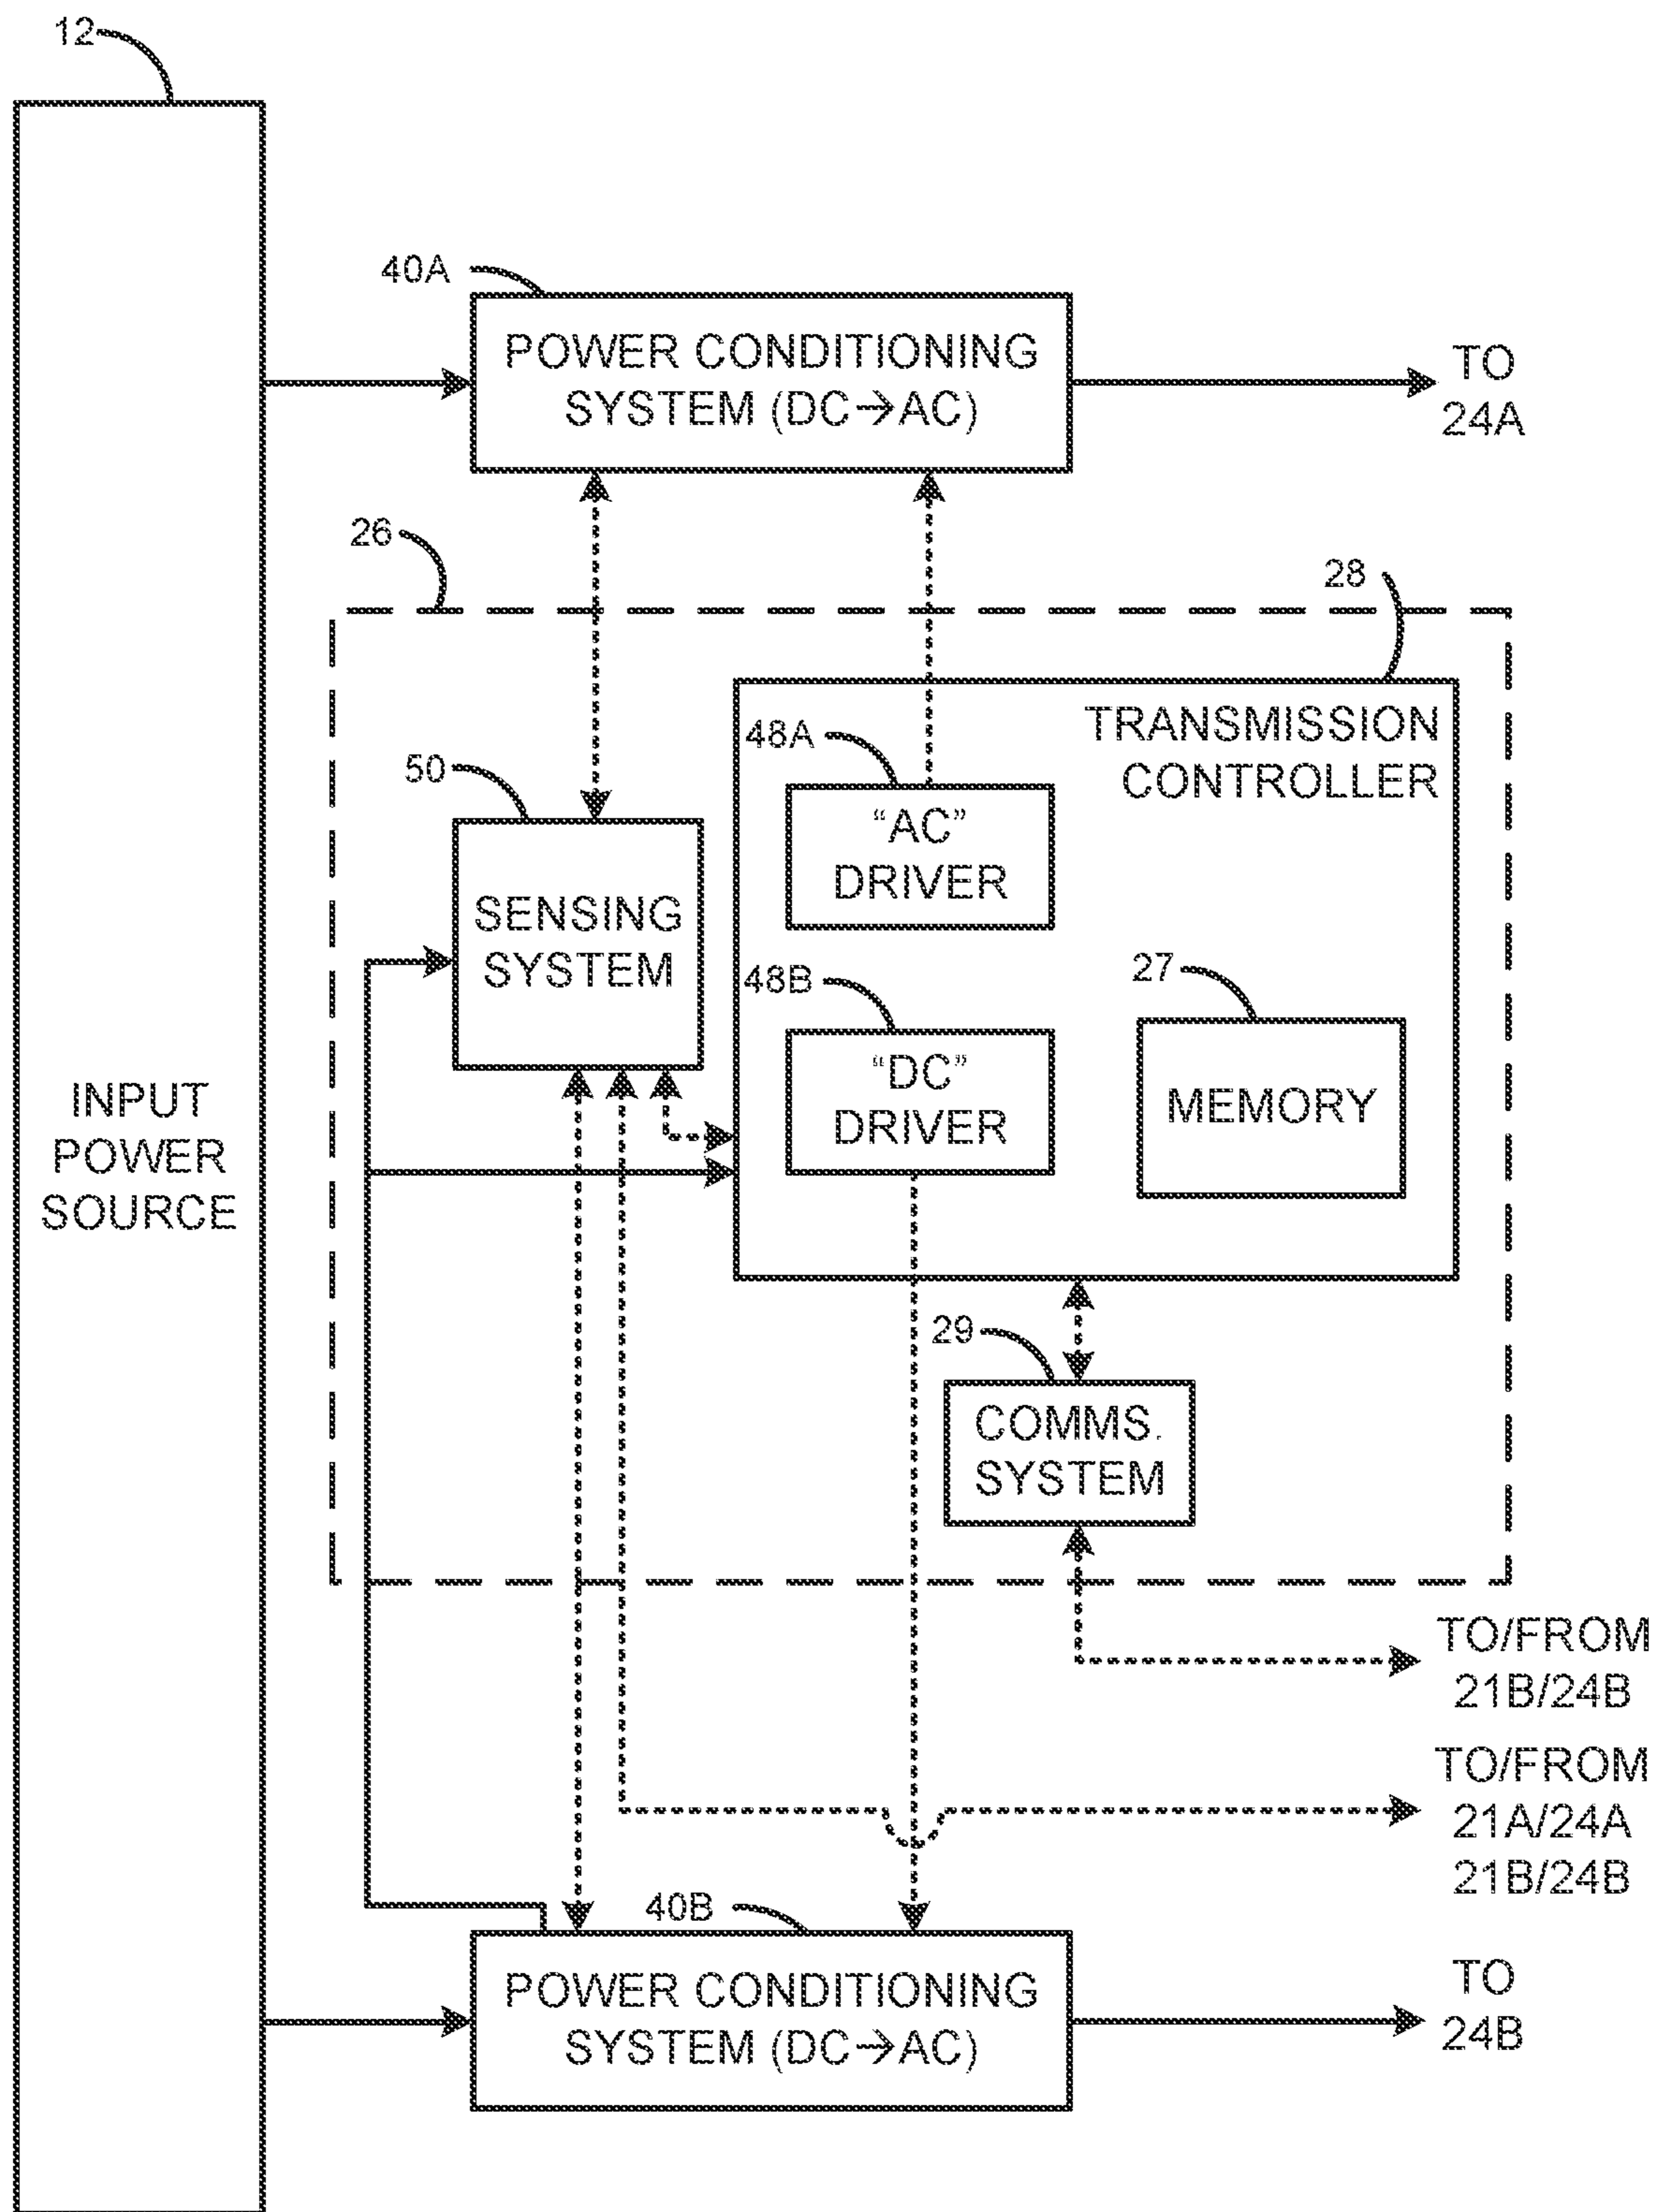 12
40A
POWER CONDITIONING
SYSTEM (DC→AC)
TO
24A
26
28
TRANSMISSION
CONTROLLER
48A
“AC”
DRIVER
50
SENSING
SYSTEM
48B
“DC”
DRIVER
27
MEMORY
INPUT
POWER
SOURCE
29
COMMS.
SYSTEM
TO/FROM
21B/24B
TO/FROM
21A/24A
21B/24B
40B
POWER CONDITIONING
SYSTEM (DC→AC)
TO
24B